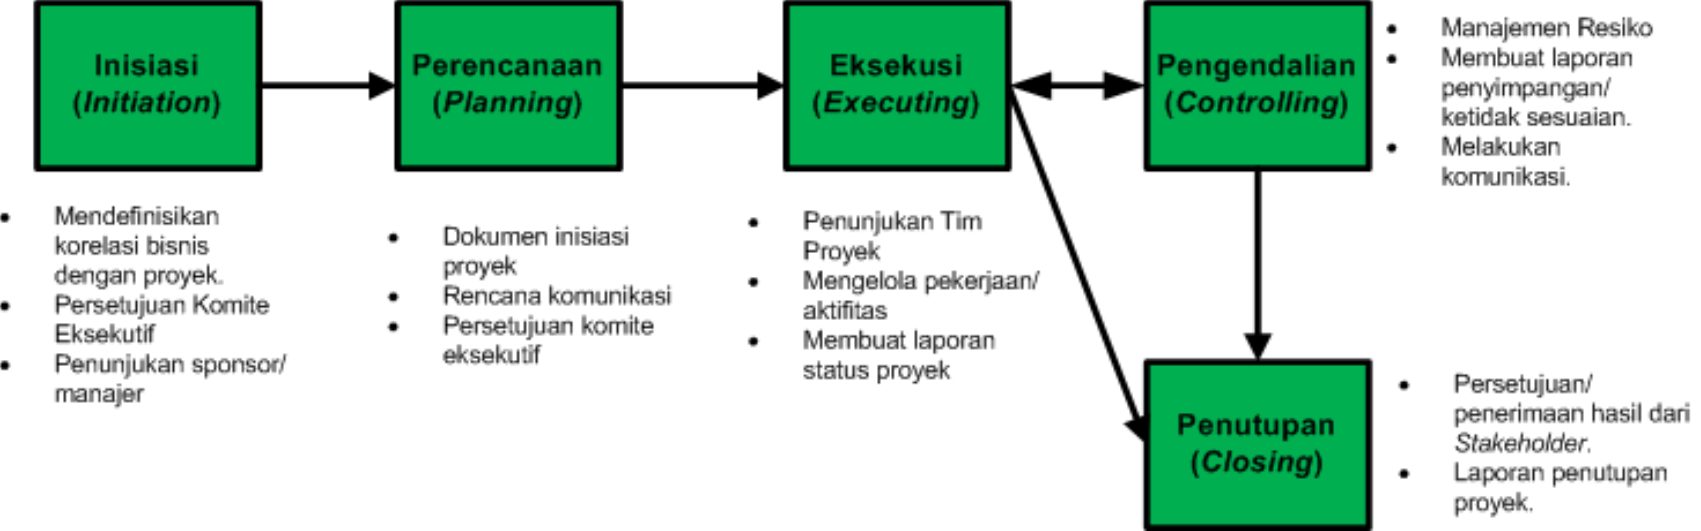 Inisiasi
(Initiation)
• Mendefinisikan
korelasi bisnis
dengan proyek.
• Persetujuan Komite
Eksekutif
• Penunjukan sponsor/
manajer
Perencanaan
(Planning)
• Dokumen inisiasi
proyek
• Rencana komunikasi
• Persetujuan komite
eksekutif
Eksekusi
(Executing)
• Penunjukan Tim
Proyek
• Mengelola pekerjaan/
aktifitas
• Membuat laporan
status proyek
Pengendalian
(Controlling)
• Manajemen Resiko
• Membuat laporan
penyimpangan/
ketidak sesuaian.
• Melakukan
komunikasi.
Penutupan
(Closing)
• Persetujuan/
penerimaan hasil dari
Stakeholder.
• Laporan penutupan
proyek.